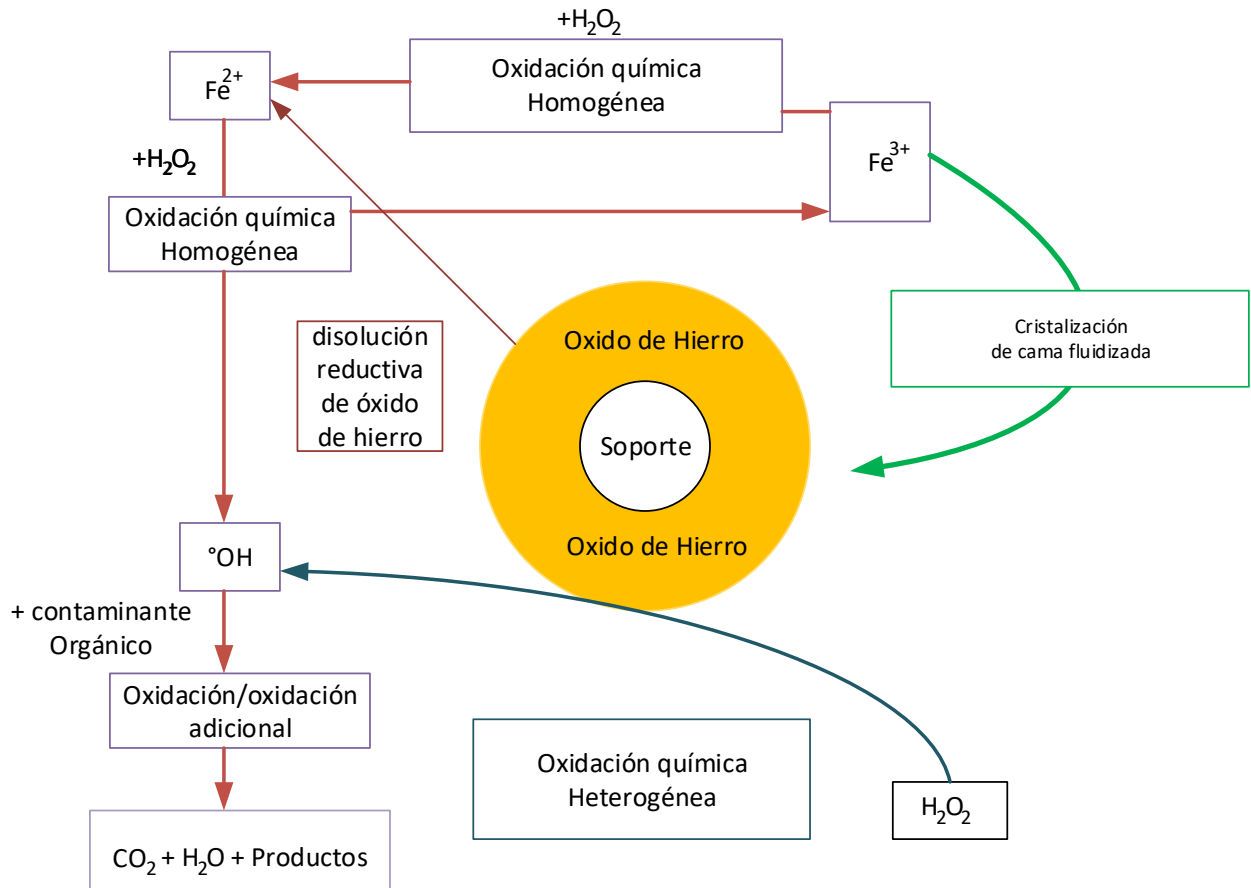 +H₂O₂
Oxidación química
Homogénea
Fe²⁺
+H₂O₂
Fe³⁺
Oxidación química
Homogénea
Cristalización
de cama fluidizada
disolución
reductiva
de óxido
de hierro
Oxido de Hierro
Soporte
Oxido de Hierro
°OH
+ contaminante
Orgánico
Oxidación/oxidación
adicional
Oxidación química
Heterogénea
H₂O₂
CO₂ + H₂O + Productos